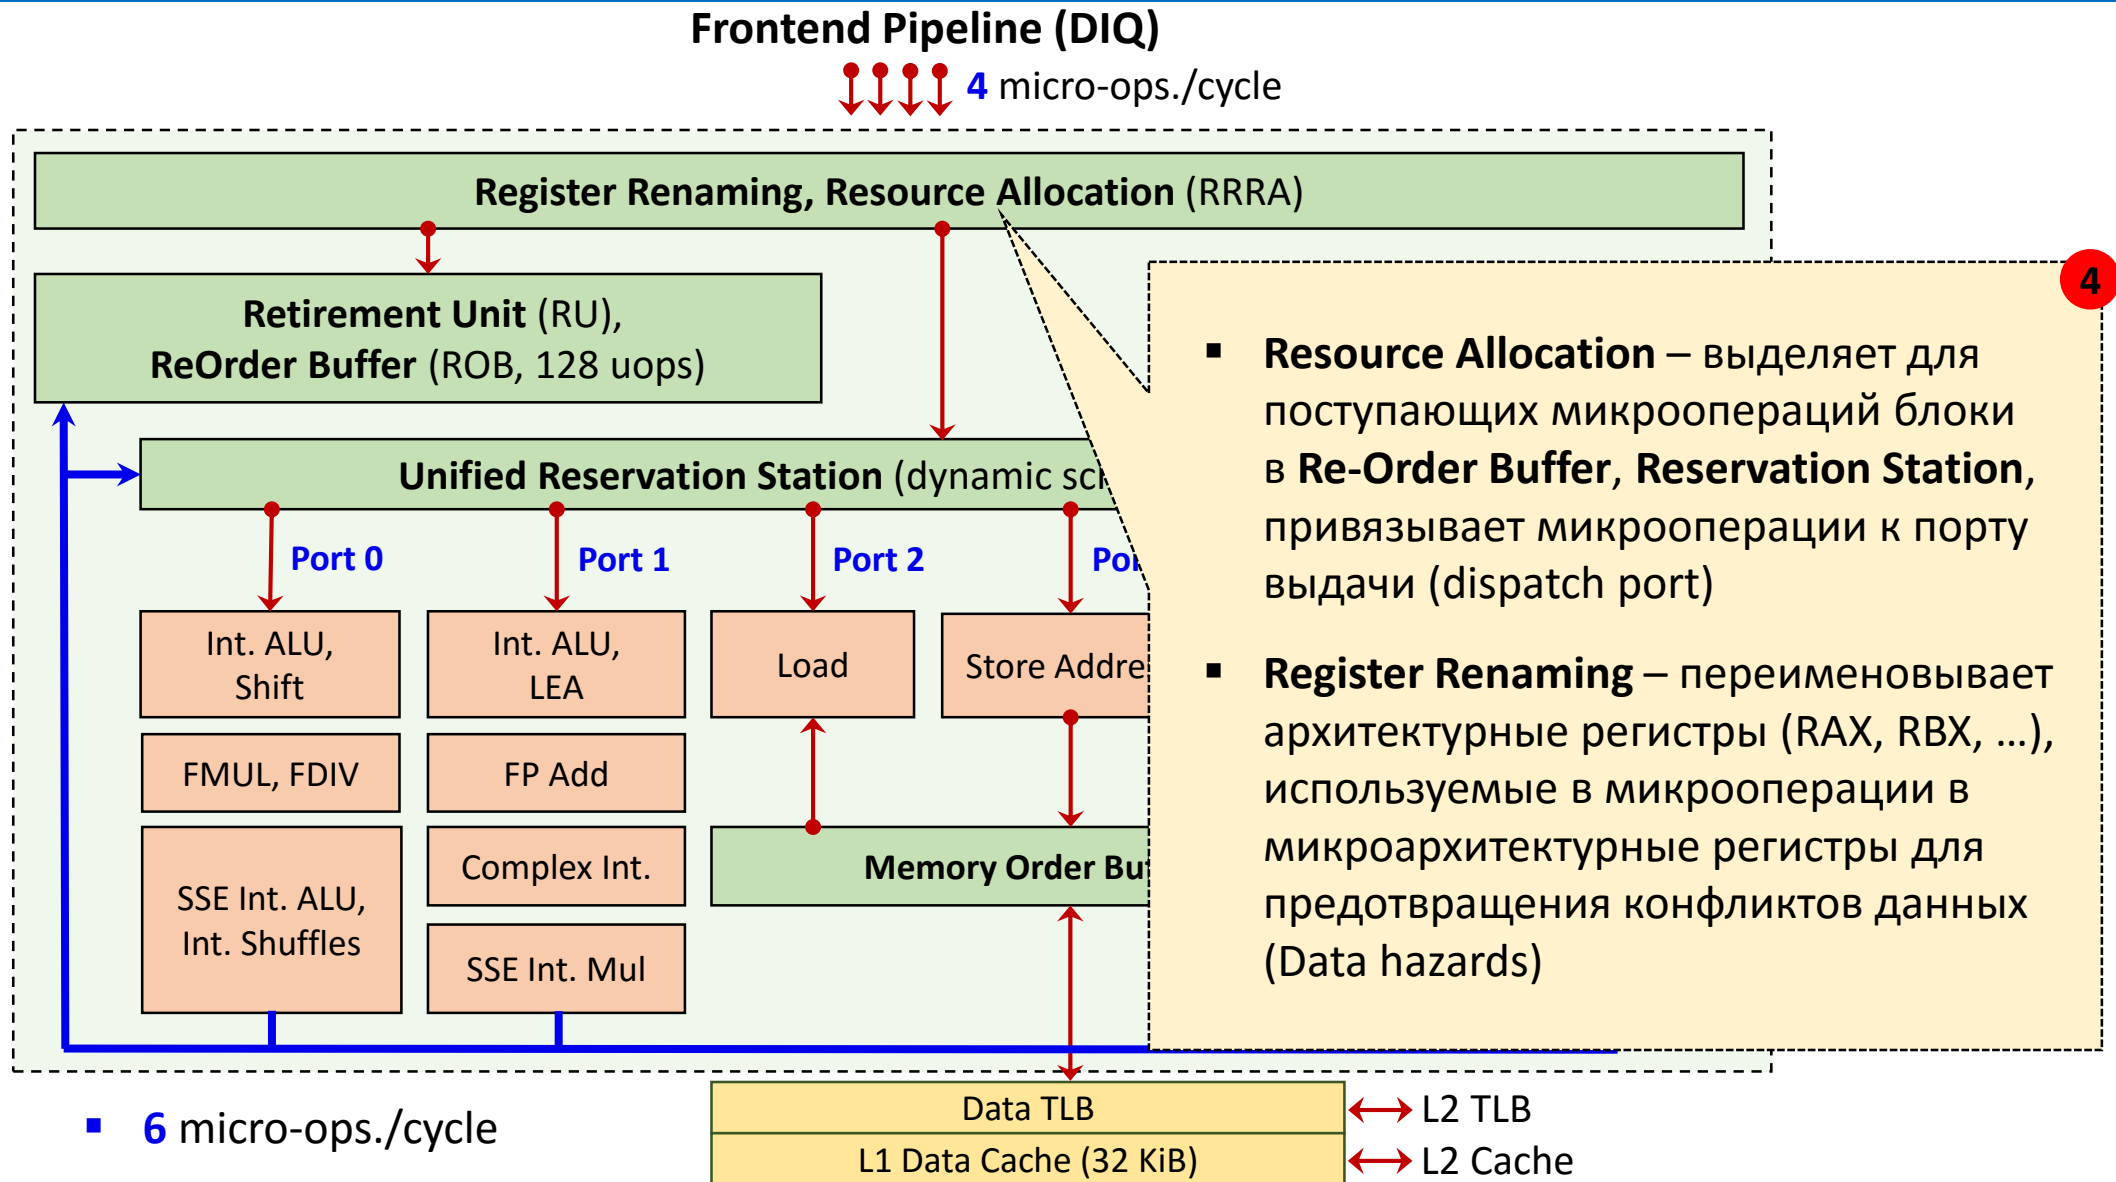 Frontend Pipeline (DIQ)
4 micro-ops./cycle
Register Renaming, Resource Allocation (RRRA)
Retirement Unit (RU),
ReOrder Buffer (ROB, 128 uops)
Unified Reservation Station (dynamic
Port 0
Port 1
Port 2
Int. ALU,
Shift
Int. ALU,
LEA
Load
Store
FMUL, FDIV
FP Add
SSE Int. ALU,
Int. Shuffles
Complex Int.
SSE Int. Mul
Memory Order
4
▪ Resource Allocation – выделяет для
поступающих микроопераций блоки
в Re-Order Buffer, Reservation Station,
привязывает микрооперации к порту
выдачи (dispatch port)
▪ Register Renaming – переименовывает
архитектурные регистры (RAX, RBX, …),
используемые в микрооперации в
микроархитектурные регистры для
предотвращения конфликтов данных
(Data hazards)
▪ 6 micro-ops./cycle
Data TLB
L2 TLB
L1 Data Cache (32 KiB)
L2 Cache